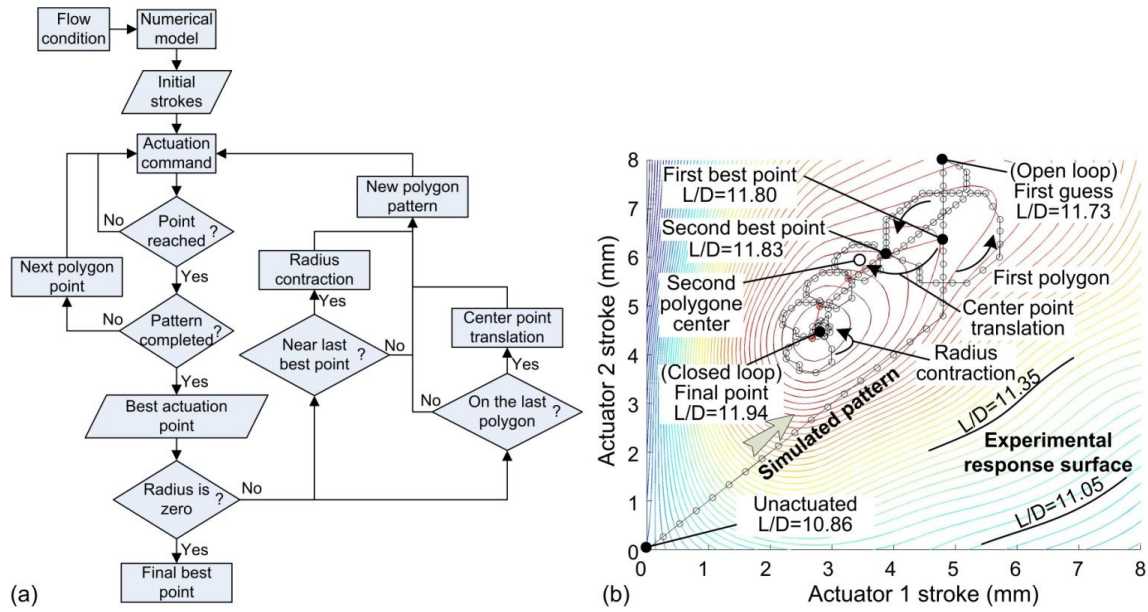 Flow
condition
Numerical
model
Initial
strokes
Actuation
command
Point
reached
?
No
Yes
Next polygon
point
Pattern
completed
?
No
Yes
Best actuation
point
Radius is
zero
?
No
Yes
Final best
point
New polygon
pattern
Radius
contraction
Yes
Near last
best point
?
No
Center point
translation
Yes
On the last
polygon
?
No
(a)
8
7
6
5
4
3
2
1
0
Actuator 2 stroke (mm)
First best point
L/D=11.80
(Open loop)
First guess
L/D=11.73
Second best point
L/D=11.83
Second
polygone
center
First polygon
Center point
translation
Radius
contraction
(Closed loop)
Final point
L/D=11.94
Simulated pattern
L/D=11.35
Experimental
response surface
L/D=11.05
Unactuated
L/D=10.86
0 1 2 3 4 5 6 7 8
Actuator 1 stroke (mm)
(b)